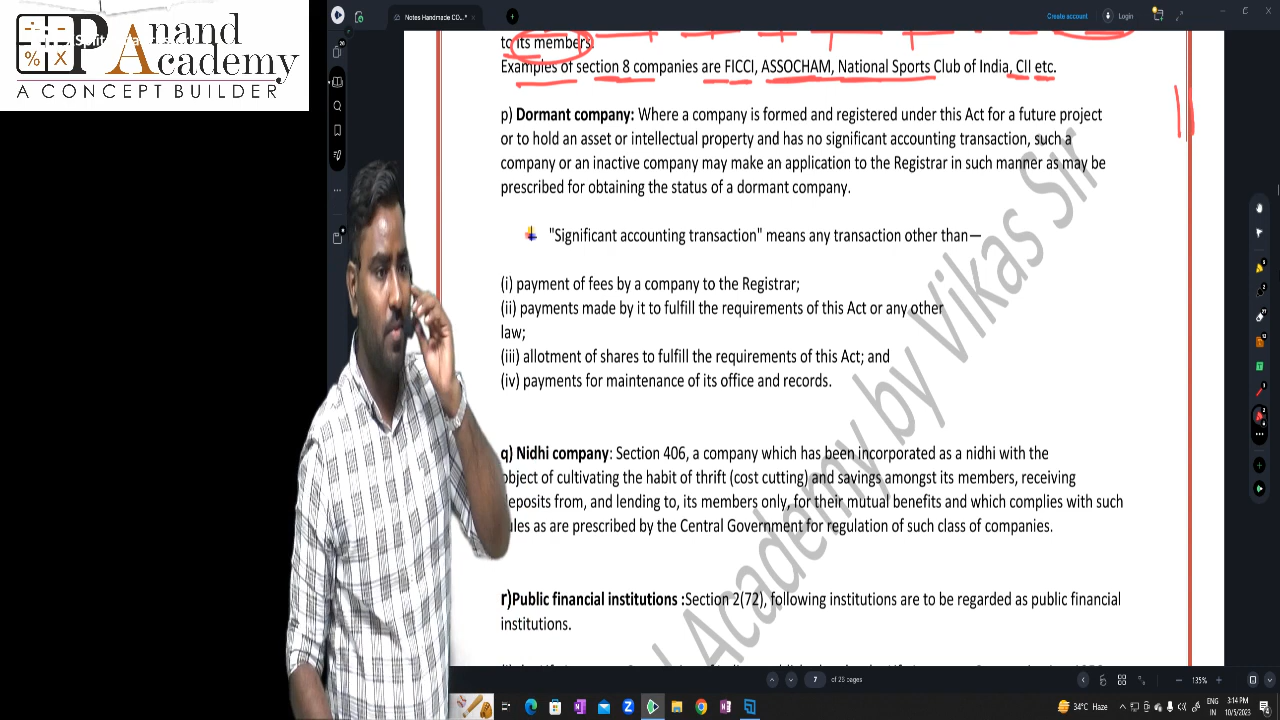 Anand
Academy
A CONCEPT BUILDER
Notes Handmade CO...*
Create account
Login
to its members.
Examples of section 8 companies are FICCI, ASSOCHAM, National Sports Club of India, CII etc.
p) Dormant company: Where a company is formed and registered under this Act for a future project
or to hold an asset or intellectual property and has no significant accounting transaction, such a
company or an inactive company may make an application to the Registrar in such manner as may be
prescribed for obtaining the status of a dormant company.
"Significant accounting transaction" means any transaction other than—
(i) payment of fees by a company to the Registrar;
(ii) payments made by it to fulfill the requirements of this Act or any other
law;
(iii) allotment of shares to fulfill the requirements of this Act; and
(iv) payments for maintenance of its office and records.
q) Nidhi company: Section 406, a company which has been incorporated as a nidhi with the
object of cultivating the habit of thrift (cost cutting) and savings amongst its members, receiving
deposits from, and lending to, its members only, for their mutual benefits and which complies with such
rules as are prescribed by the Central Government for regulation of such class of companies.
r)Public financial institutions :Section 2(72), following institutions are to be regarded as public financial
institutions.
Academy by Vikas Sir
7 of 28 pages
135%
34°C Haze
ENG
IN
3:14 PM
10/5/2023